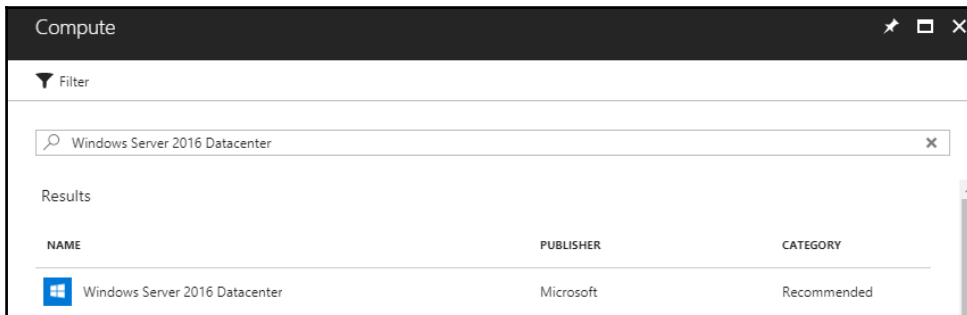 Compute
Filter
Windows Server 2016 Datacenter
Results
NAME PUBLISHER CATEGORY
Windows Server 2016 Datacenter Microsoft Recommended